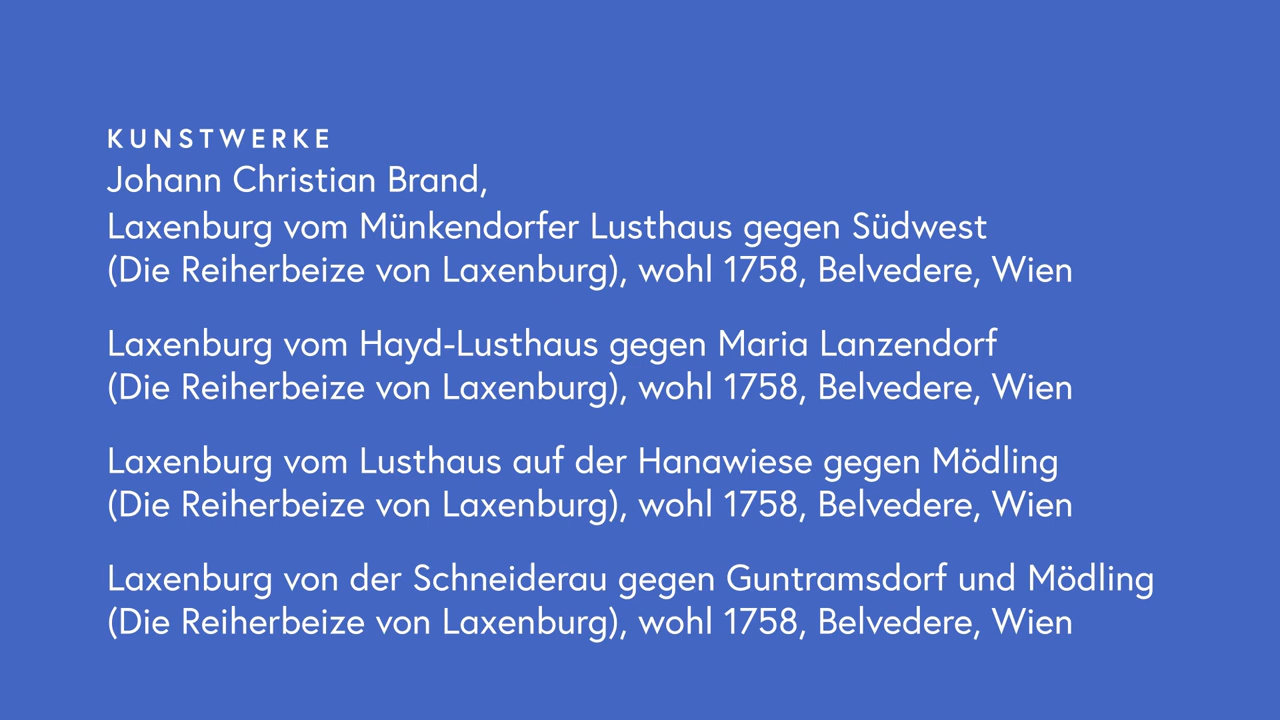 KUNSTWERKE
Johann Christian Brand,
Laxenburg vom Münkendorfer Lusthaus gegen Südwest
(Die Reiherbeize von Laxenburg), wohl 1758, Belvedere, Wien
Laxenburg vom Hayd-Lusthaus gegen Maria Lanzendorf
(Die Reiherbeize von Laxenburg), wohl 1758, Belvedere, Wien
Laxenburg vom Lusthaus auf der Hanawiese gegen Mödling
(Die Reiherbeize von Laxenburg), wohl 1758, Belvedere, Wien
Laxenburg von der Schneiderau gegen Guntramsdorf und Mödling
(Die Reiherbeize von Laxenburg), wohl 1758, Belvedere, Wien